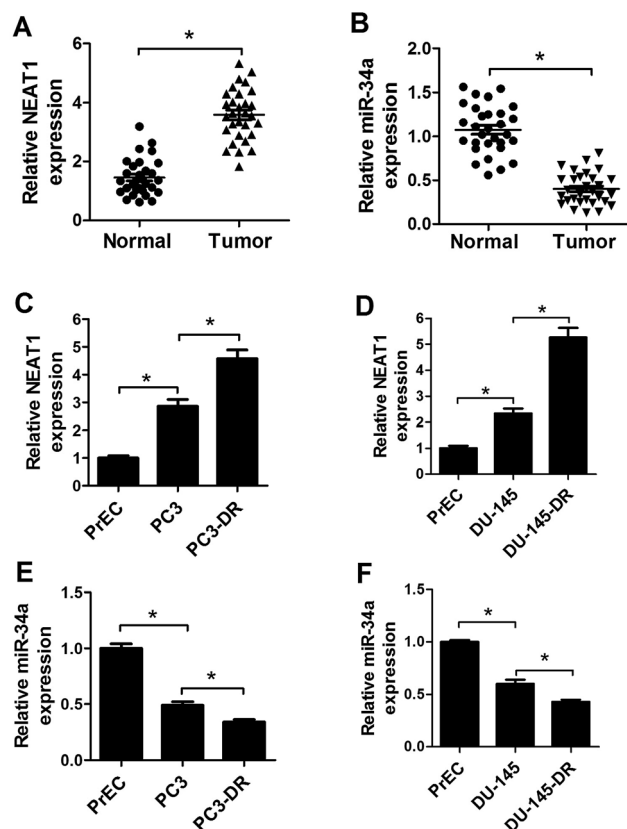 A
Relative NEAT1
expression
6
4
2
0
*
Normal
Tumor
B
Relative miR-34a
expression
2.0
1.5
1.0
0.5
0.0
*
Normal
Tumor
C
Relative NEAT1
expression
6
5
4
3
2
1
0
*
*
PrEC
PC3
PC3-DR
D
Relative NEAT1
expression
6
5
4
3
2
1
0
*
*
PrEC
DU-145
DU-145-DR
E
Relative miR-34a
expression
1.5
1.0
0.5
0.0
*
*
PrEC
PC3
PC3-DR
F
Relative miR-34a
expression
1.5
1.0
0.5
0.0
*
*
PrEC
DU-145
DU-145-DR